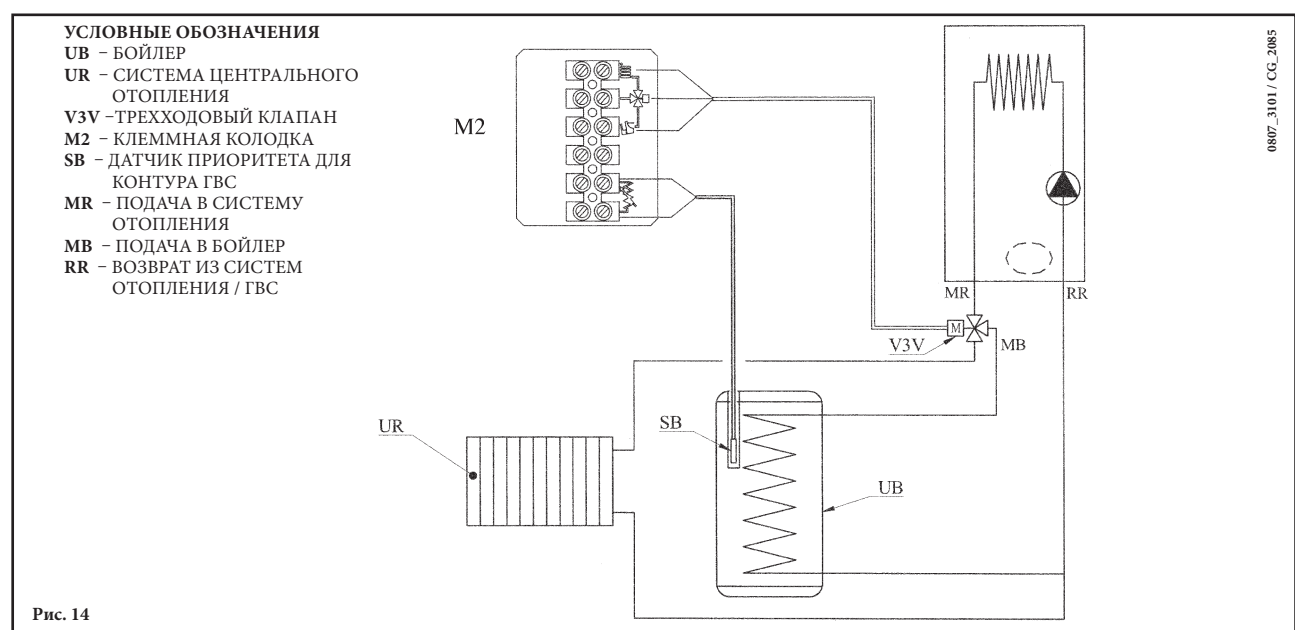 УСЛОВНЫЕ ОБОЗНАЧЕНИЯ
UB – БОЙЛЕР
UR – СИСТЕМА ЦЕНТРАЛЬНОГО
ОТОПЛЕНИЯ
V3V –ТРЕХХОДОВЫЙ КЛАПАН
M2 – КЛЕММНАЯ КОЛОДКА
SB – ДАТЧИК ПРИОРИТЕТА ДЛЯ
КОНТУРА ГВС
MR – ПОДАЧА В СИСТЕМУ
ОТОПЛЕНИЯ
MB – ПОДАЧА В БОЙЛЕР
RR – ВОЗВРАТ ИЗ СИСТЕМ
ОТОПЛЕНИЯ / ГВС
M2
0807_3101 / CG_2085
MR
RR
M
V3V
MB
UR
SB
UB
Рис. 14